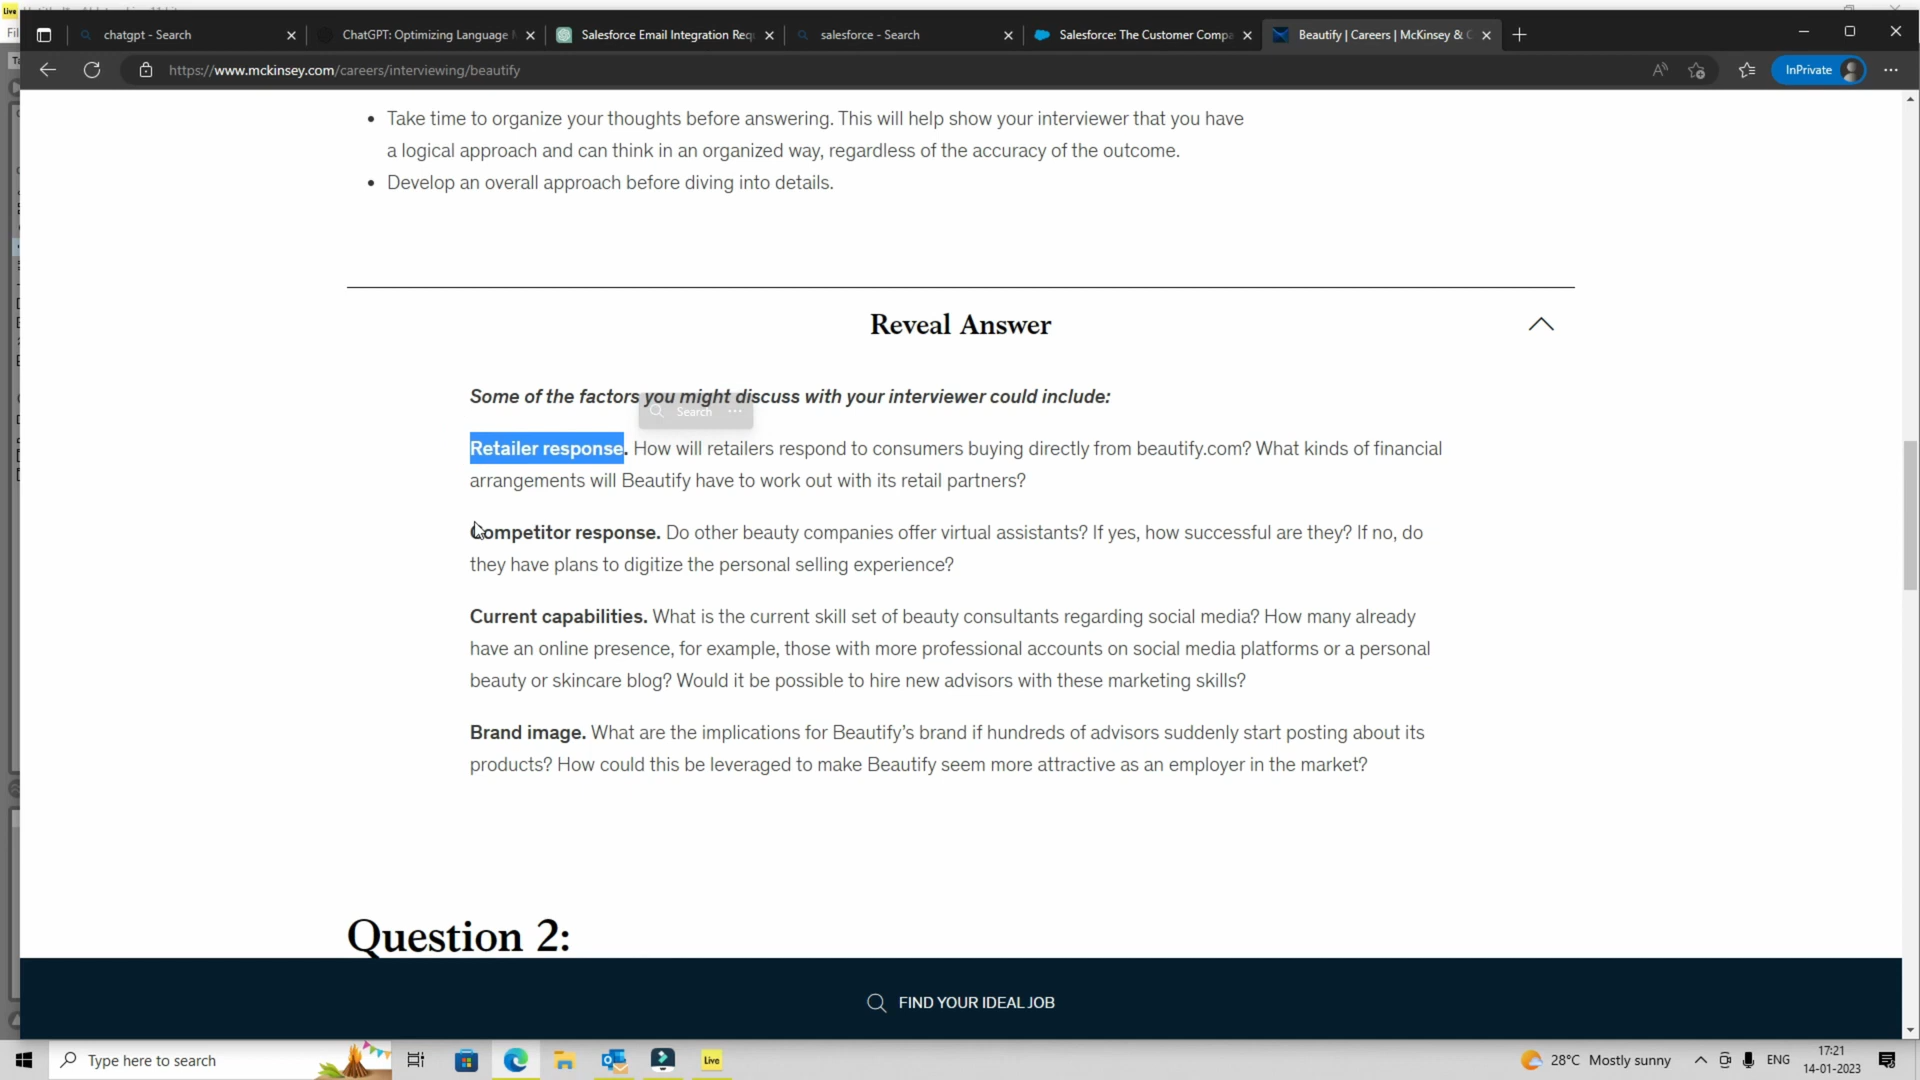 Live
chatgpt - Search
ChatGPT: Optimizing Language
Salesforce Email Integration Req
salesforce - Search
Salesforce: The Customer Compa
Beautify | Careers | McKinsey &
https://www.mckinsey.com/careers/interviewing/beautify
InPrivate
Take time to organize your thoughts before answering. This will help show your interviewer that you have
a logical approach and can think in an organized way, regardless of the accuracy of the outcome.
Develop an overall approach before diving into details.
Reveal Answer
Some of the factors you might discuss with your interviewer could include:
Search
Retailer response. How will retailers respond to consumers buying directly from beautify.com? What kinds of financial
arrangements will Beautify have to work out with its retail partners?
Competitor response. Do other beauty companies offer virtual assistants? If yes, how successful are they? If no, do
they have plans to digitize the personal selling experience?
Current capabilities. What is the current skill set of beauty consultants regarding social media? How many already
have an online presence, for example, those with more professional accounts on social media platforms or a personal
beauty or skincare blog? Would it be possible to hire new advisors with these marketing skills?
Brand image. What are the implications for Beautify's brand if hundreds of advisors suddenly start posting about its
products? How could this be leveraged to make Beautify seem more attractive as an employer in the market?
Question 2:
FIND YOUR IDEAL JOB
Type here to search
Live
28°C Mostly sunny
ENG
17:21
14-01-2023